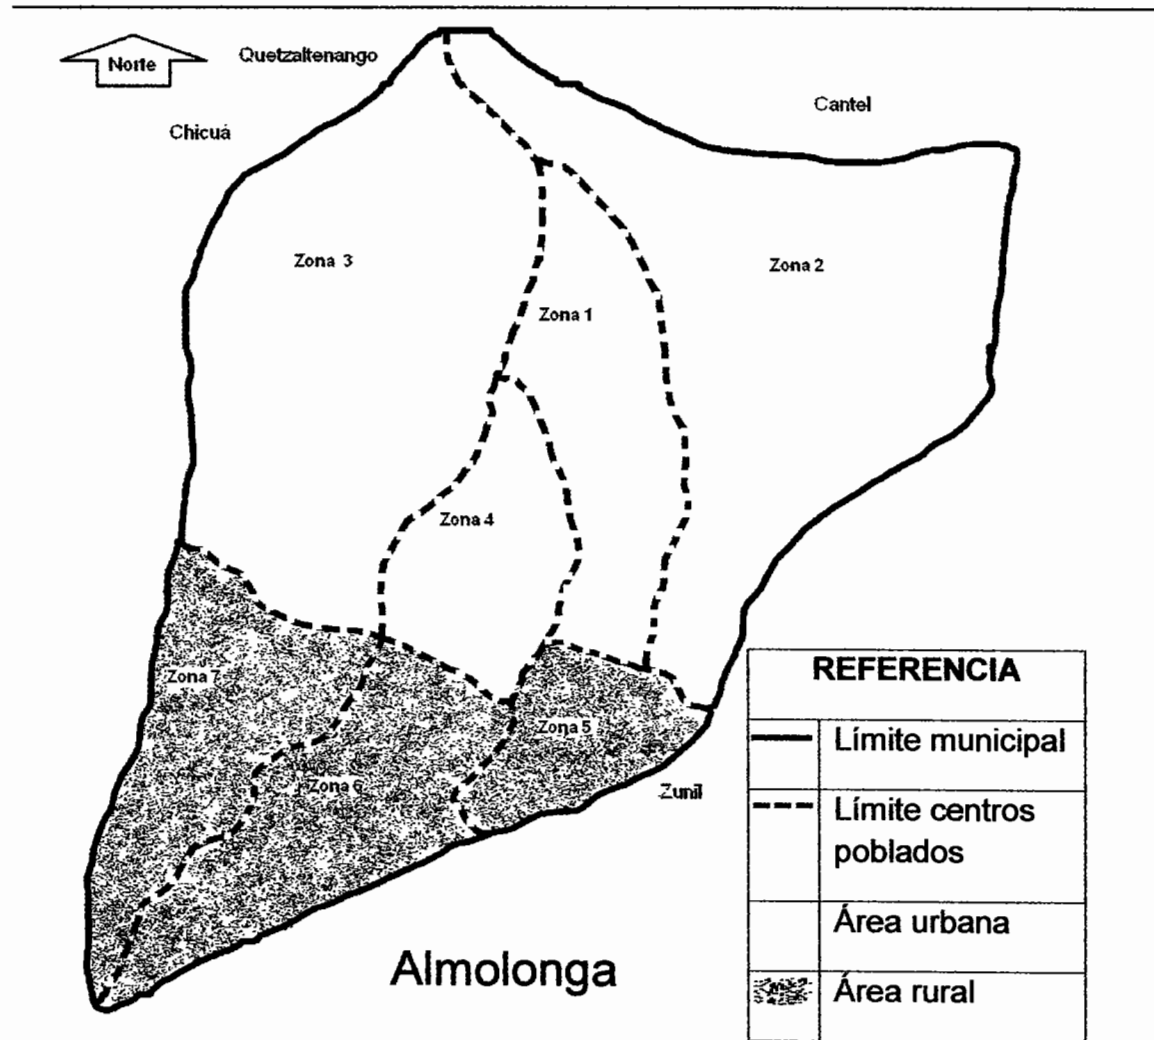 Norte
Quetzaltenango
Cantel
Chicuá
Zona 3
Zona 2
Zona 1
Zona 4
Zona 7
Zona 5
Zona 6
Zunil
Almolonga
REFERENCIA
Límite municipal
Límite centros
poblados
Área urbana
Área rural